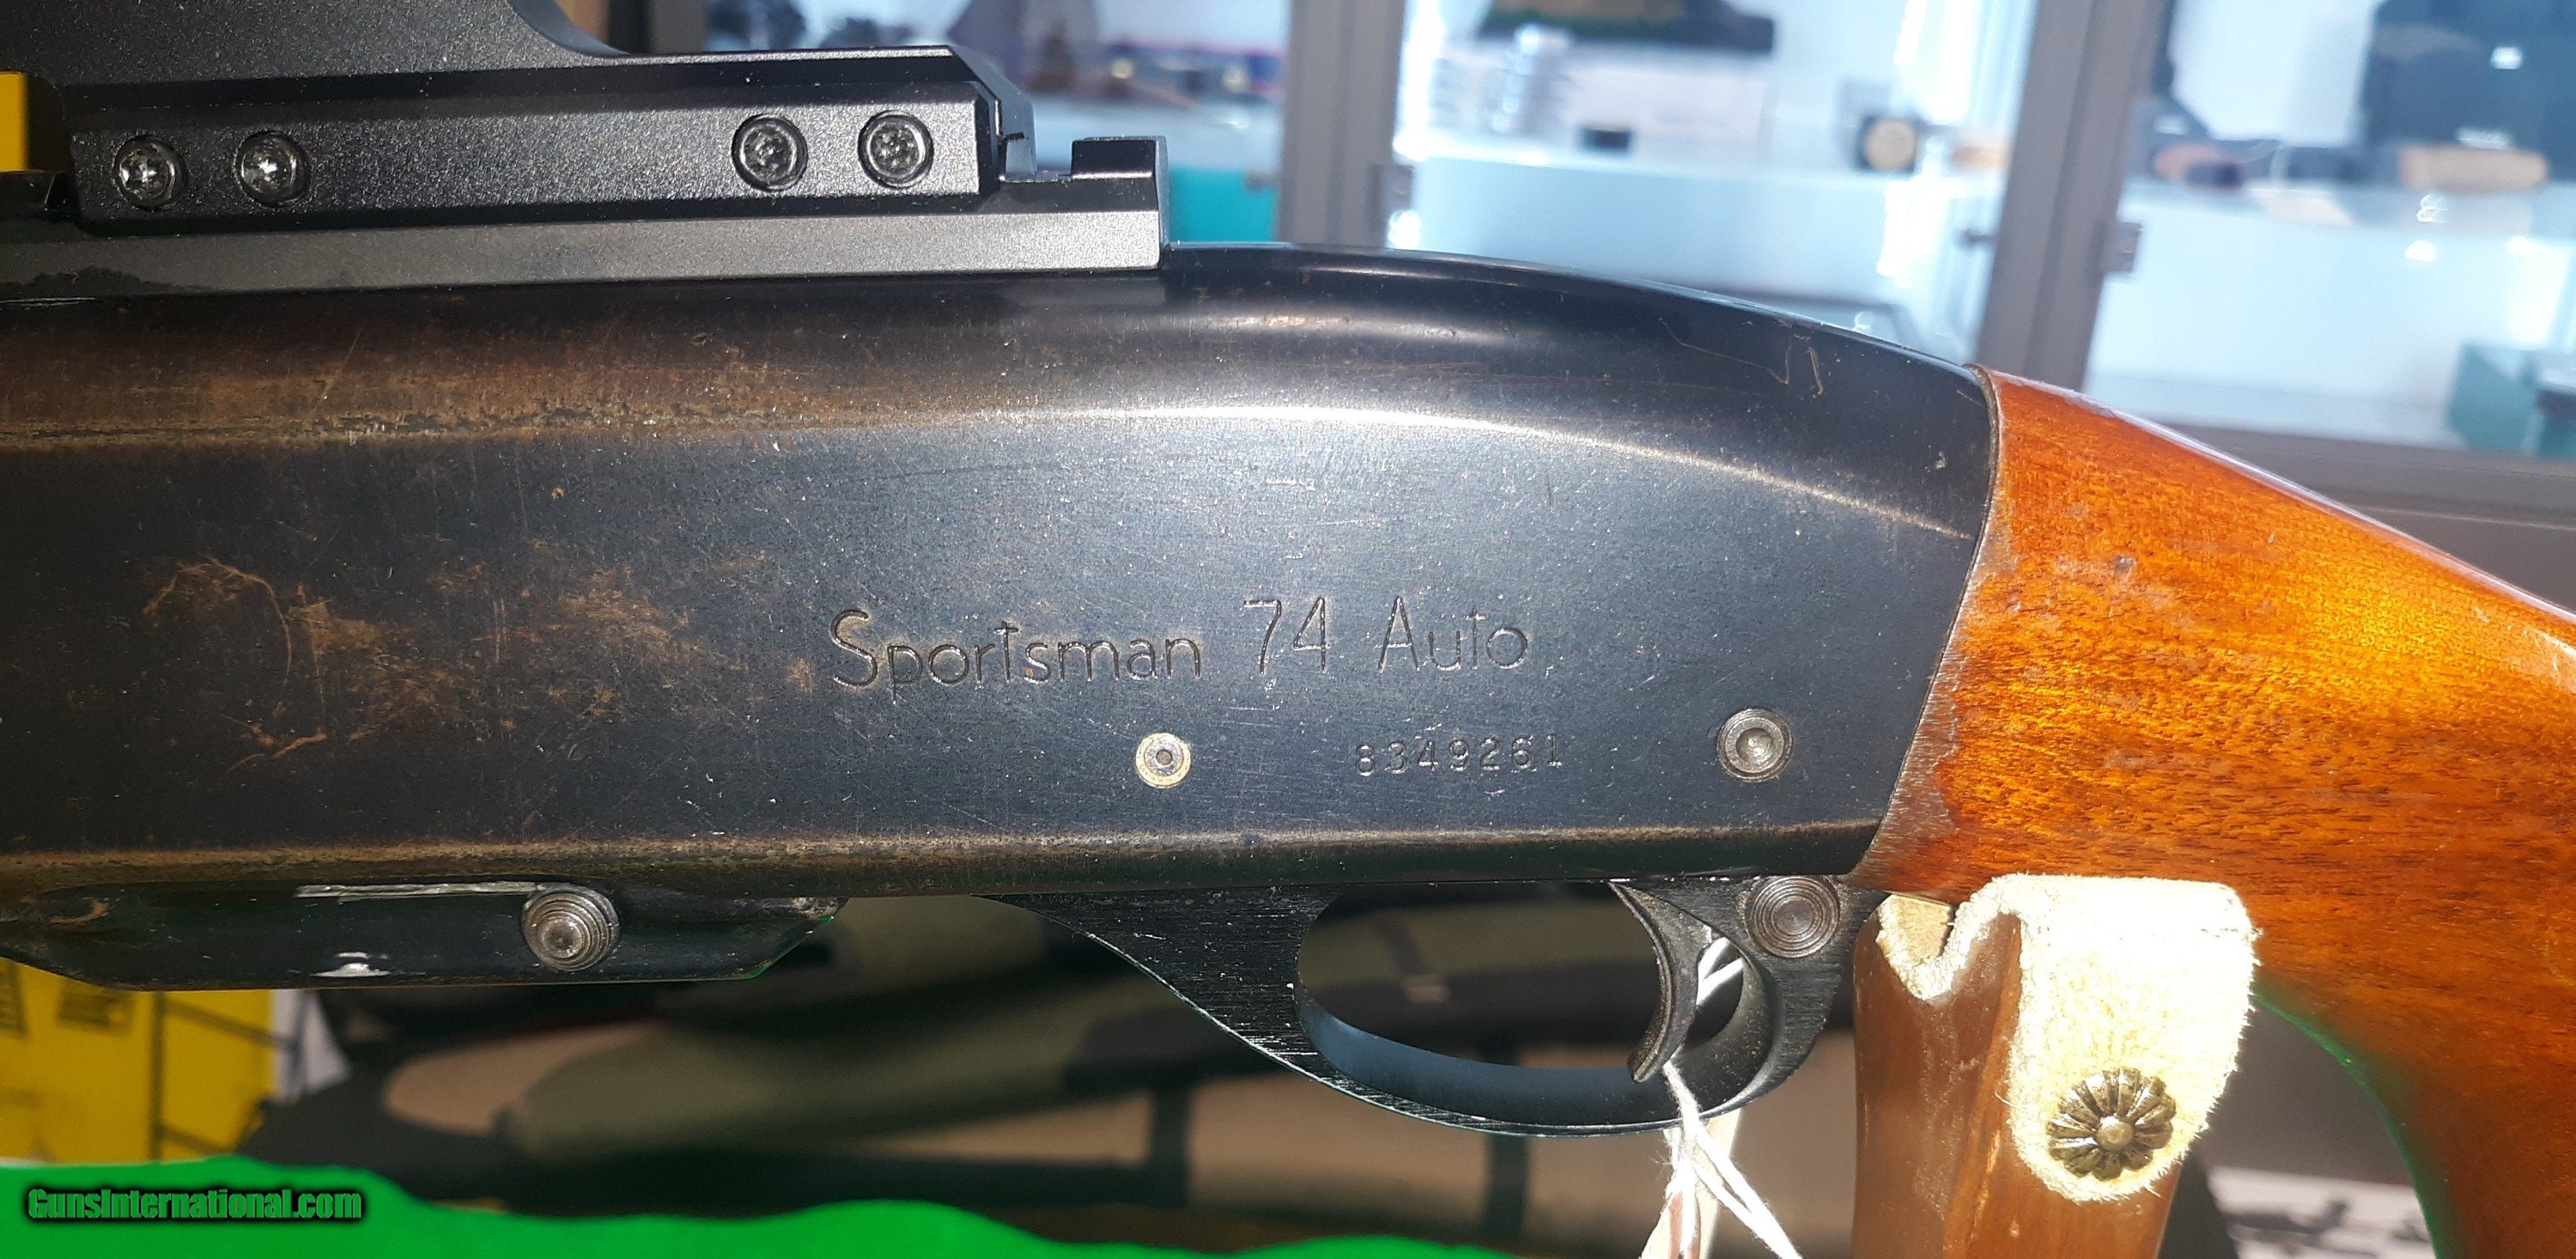 Sportsman 74 Auto
8349261
GunsInternational.com